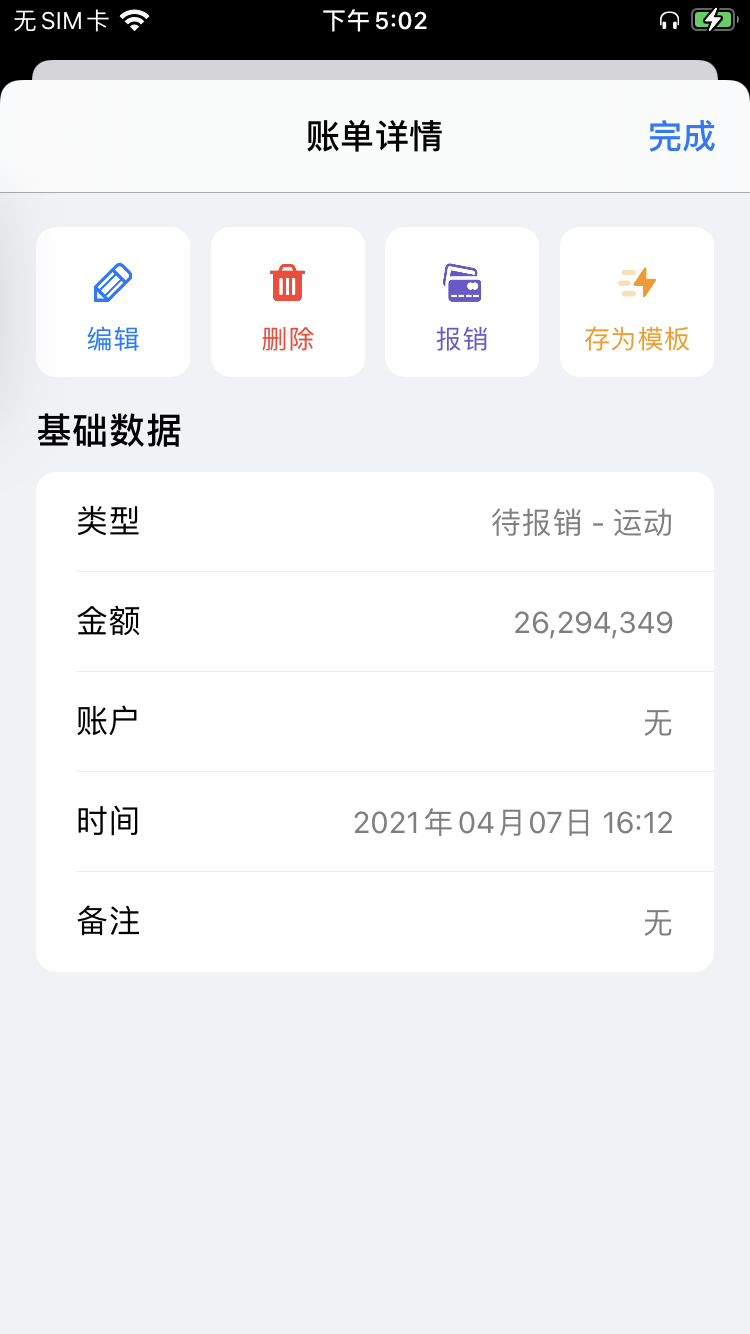 无SIM卡 下午5:02
账单详情 完成
编辑 删除 报销 存为模板
基础数据
类型 待报销 - 运动
金额 26,294,349
账户 无
时间 2021年04月07日 16:12
备注 无